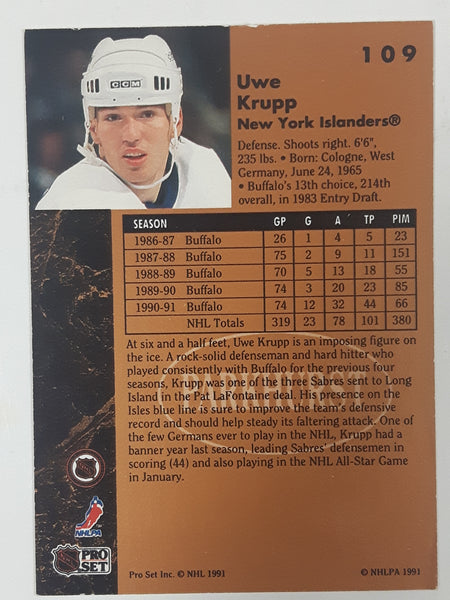 109
CCM
Uwe
Krupp
New York Islanders®
Defense. Shoots right. 6'6",
235 lbs. • Born: Cologne, West
Germany, June 24, 1965
• Buffalo's 13th choice, 214th
overall, in 1983 Entry Draft.
SEASON GP G A TP PIM
1986-87 Buffalo 26 1 4 5 23
1987-88 Buffalo 75 2 9 11 151
1988-89 Buffalo 70 5 13 18 55
1989-90 Buffalo 74 3 20 23 85
1990-91 Buffalo 74 12 32 44 66
NHL Totals 319 23 78 101 380
At six and a half feet, Uwe Krupp is an imposing figure on
the ice. A rock-solid defenseman and hard hitter who
played consistently with Buffalo over the previous four
seasons, Krupp was one of the three Sabres sent to Long
Island in the Pat LaFontaine deal. His presence on the
Isles blue line is sure to improve the team's defensive
record and should help steady its faltering attack. One of
the few Germans ever to play in the NHL, Krupp had a
banner year last season, leading Sabres' defensemen in
scoring (44) and also playing in the NHL All-Star Game
in January.
PARKHURST
NHL
NHLPA
NHL
PRO
SET
Pro Set Inc. © NHL 1991
© NHLPA 1991